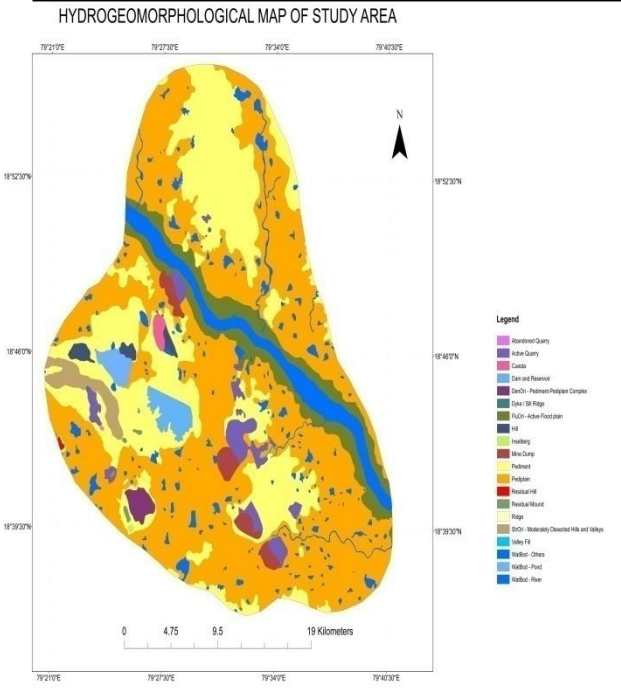 HYDROGEOMORPHOLOGICAL MAP OF STUDY AREA
79°21'0"E 79°27'30"E 79°34'0"E 79°40'30"E
N
18°52'30"N 18°52'30"N
18°46'0"N 18°46'0"N
18°39'30"N 18°39'30"N
Legend
Abandoned Quarry
Active Quarry
Cuesta
Dam and Reservoir
DenOri - Pediment-Pediplain Complex
Dyke / Sill Ridge
FluOri - Active Flood plain
Hill
Inselberg
Mine Dump
Pediment
Pediplain
Residual Hill
Residual Mound
Ridge
StrOri - Moderately Dissected Hills and Valleys
Valley Fill
WatBod - Others
WatBod - Pond
WatBod - River
0 4.75 9.5 19 Kilometers
79°21'0"E 79°27'30"E 79°34'0"E 79°40'30"E